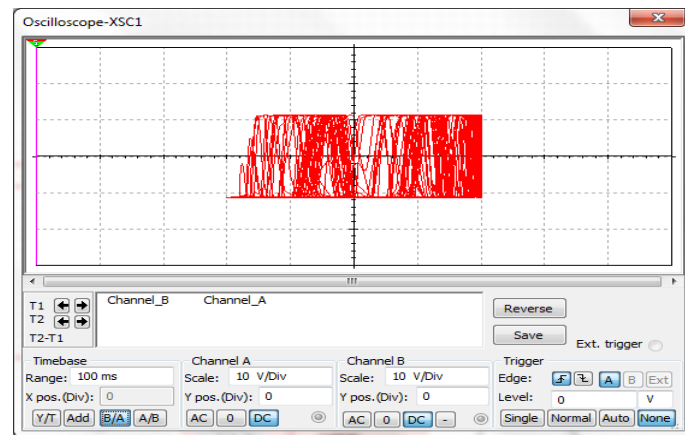 Oscilloscope-XSC1
T1 Channel_B Channel_A
T2
T2-T1
Reverse
Save
Ext. trigger
Timebase
Range: 100 ms
X pos.(Div): 0
Y/T Add B/A A/B
Channel A
Scale: 10 V/Div
Y pos.(Div): 0
AC 0 DC
Channel B
Scale: 10 V/Div
Y pos.(Div): 0
AC 0 DC -
Trigger
Edge: A B Ext
Level: 0 V
Single Normal Auto None